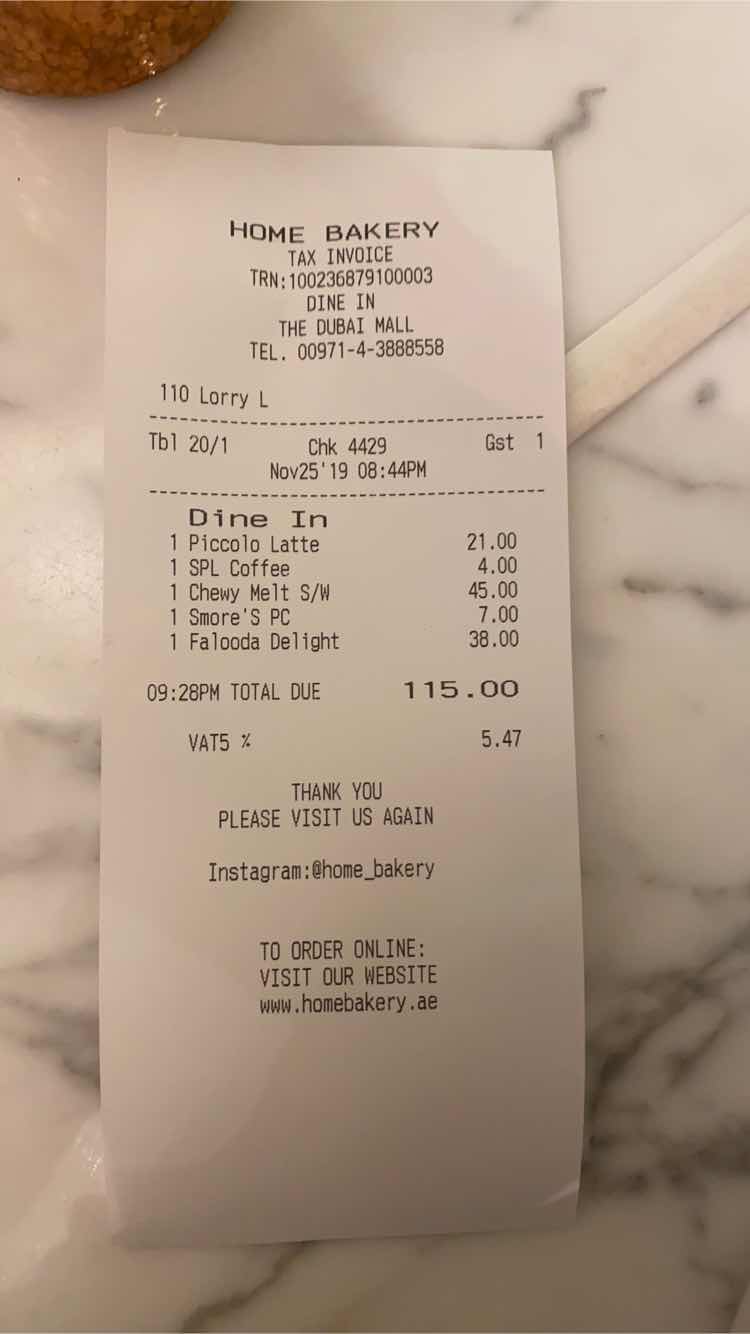 HOME BAKERY
TAX INVOICE
TRN:100236879100003
DINE IN
THE DUBAI MALL
TEL. 00971-4-3888558
110 Lorry L
Tbl 20/1 Chk 4429 Gst 1
Nov25'19 08:44PM
Dine In
1 Piccolo Latte 21.00
1 SPL Coffee 4.00
1 Chewy Melt S/W 45.00
1 Smore'S PC 7.00
1 Falooda Delight 38.00
09:28PM TOTAL DUE 115.00
VAT5 % 5.47
THANK YOU
PLEASE VISIT US AGAIN
Instagram:@home_bakery
TO ORDER ONLINE:
VISIT OUR WEBSITE
www.homebakery.ae